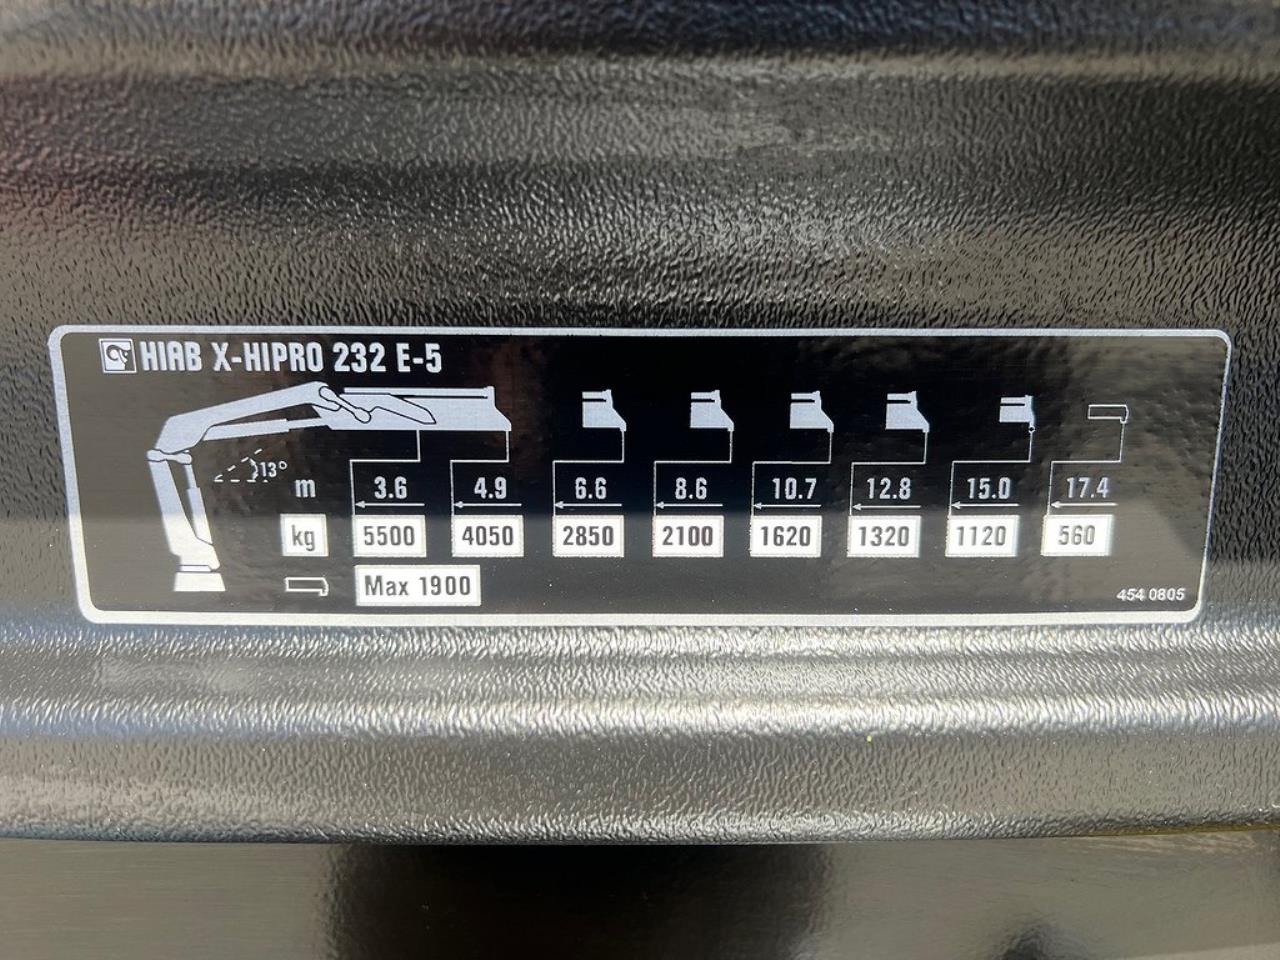 HIAB X-HIPRO 232 E-5
13°
m 3.6 4.9 6.6 8.6 10.7 12.8 15.0 17.4
kg 5500 4050 2850 2100 1620 1320 1120 560
Max 1900
454 0805